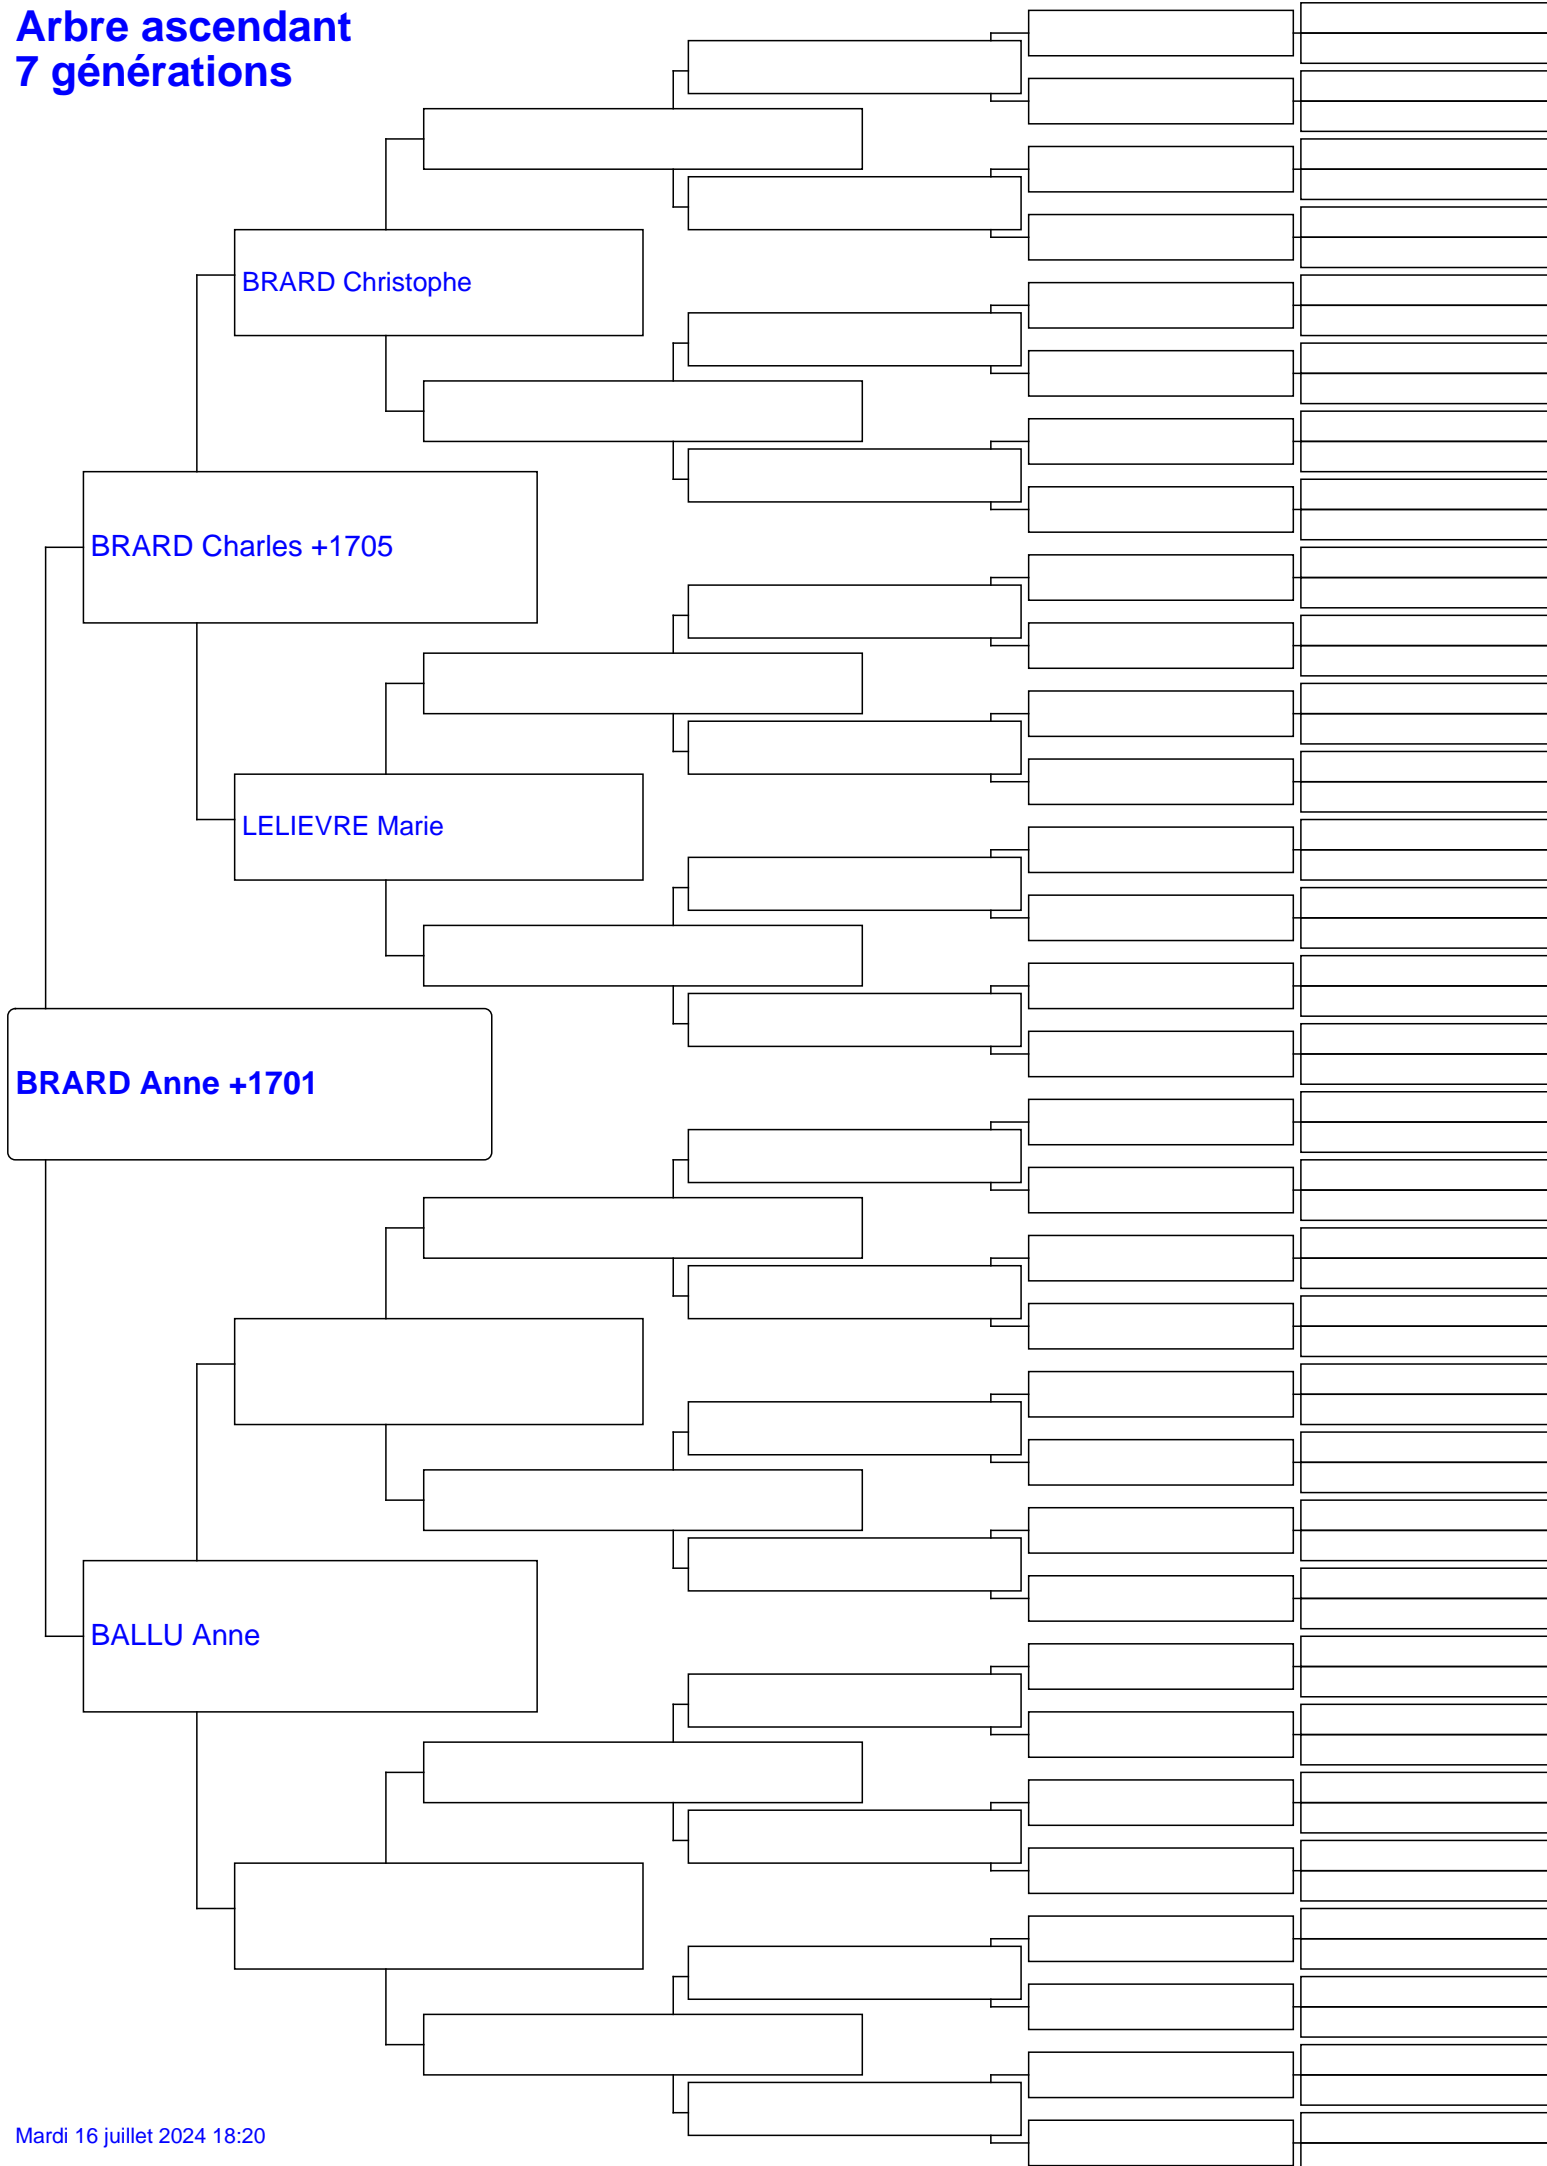 Arbre ascendant
7 générations
BRARD Christophe
BRARD Charles +1705
LELIEVRE Marie
BRARD Anne +1701
BALLU Anne
Mardi 16 juillet 2024 18:20